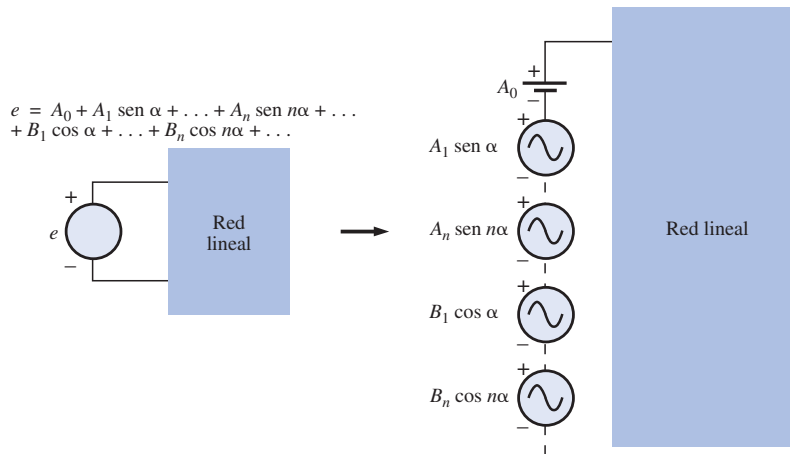 e = A₀ + A₁ sen α + . . . + Aₙ sen nα + . . .
+ B₁ cos α + . . . + Bₙ cos nα + . . .
+
e
−
Red
lineal
+
A₀
−
+
A₁ sen α
−
+
Aₙ sen nα
−
+
B₁ cos α
−
+
Bₙ cos nα
−
Red lineal